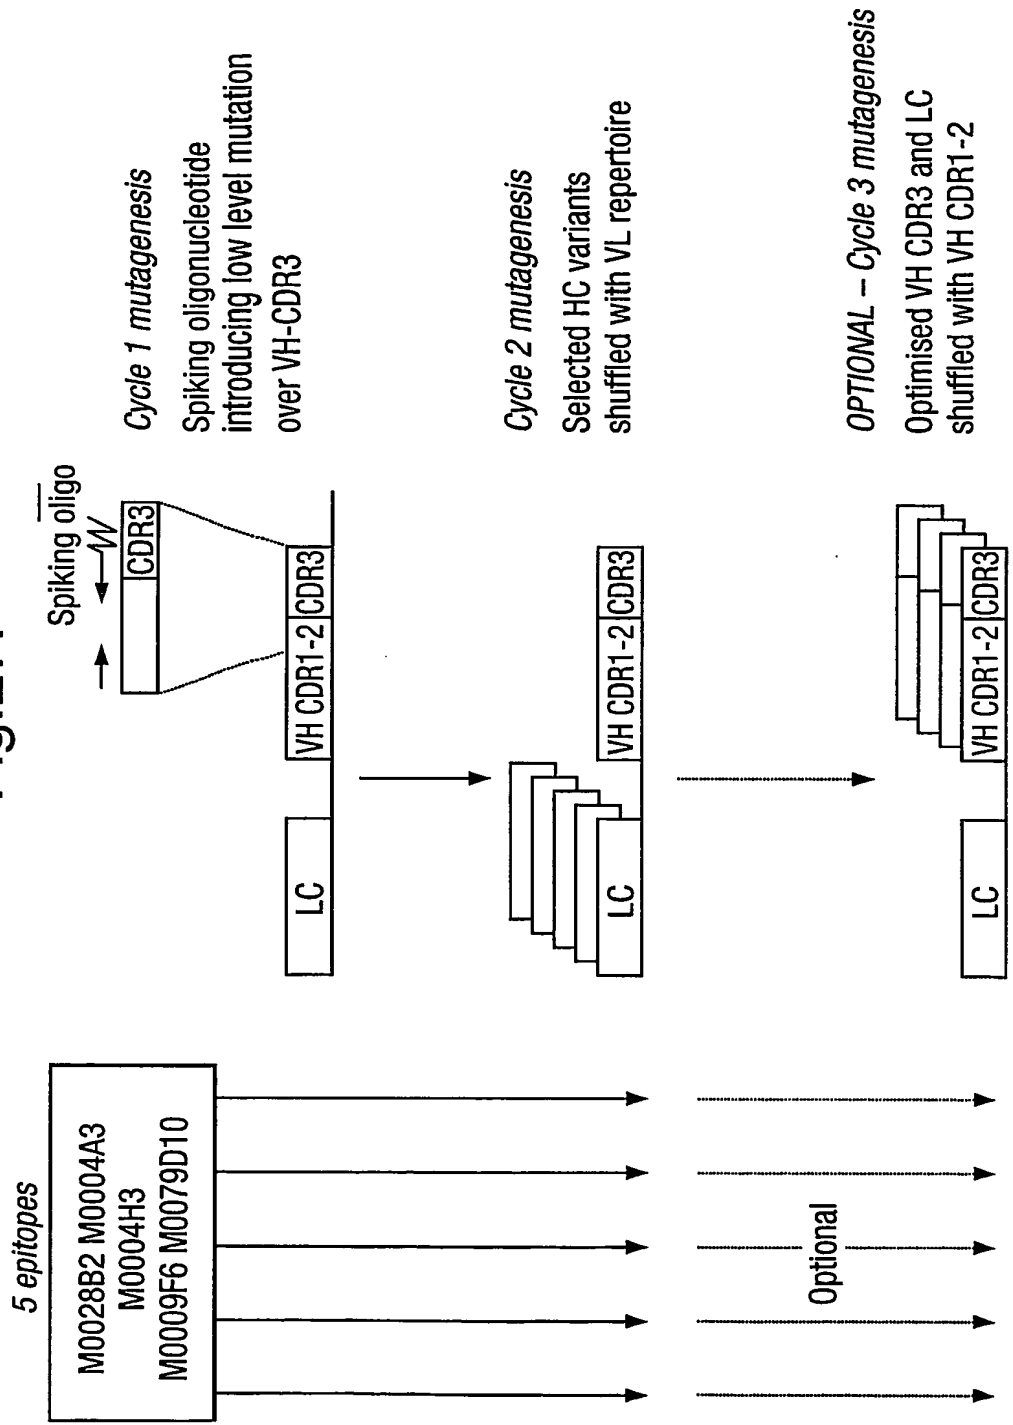 5 epitopes
M0028B2 M0004A3
M0004H3
M0009F6 M0079D10
Optional
Spiking oligo
CDR3
LC
VH CDR1-2
CDR3
Cycle 1 mutagenesis
Spiking oligonucleotide
introducing low level mutation
over VH-CDR3
LC
VH CDR1-2
CDR3
Cycle 2 mutagenesis
Selected HC variants
shuffled with VL repertoire
LC
VH CDR1-2
CDR3
OPTIONAL – Cycle 3 mutagenesis
Optimised VH CDR3 and LC
shuffled with VH CDR1-2